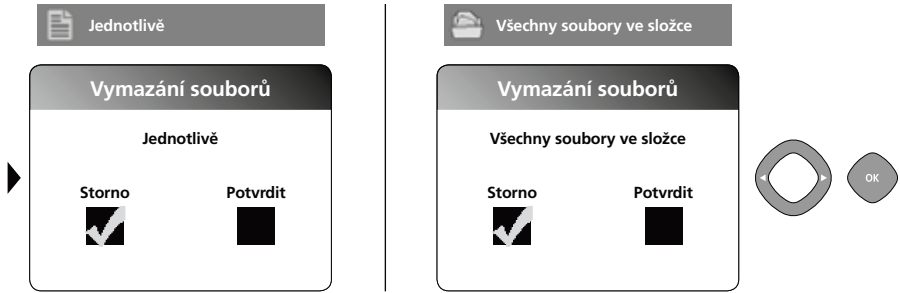 Jednotlivě
Vymazání souborů
Jednotlivě
Storno Potvrdit
Všechny soubory ve složce
Vymazání souborů
Všechny soubory ve složce
Storno Potvrdit
OK